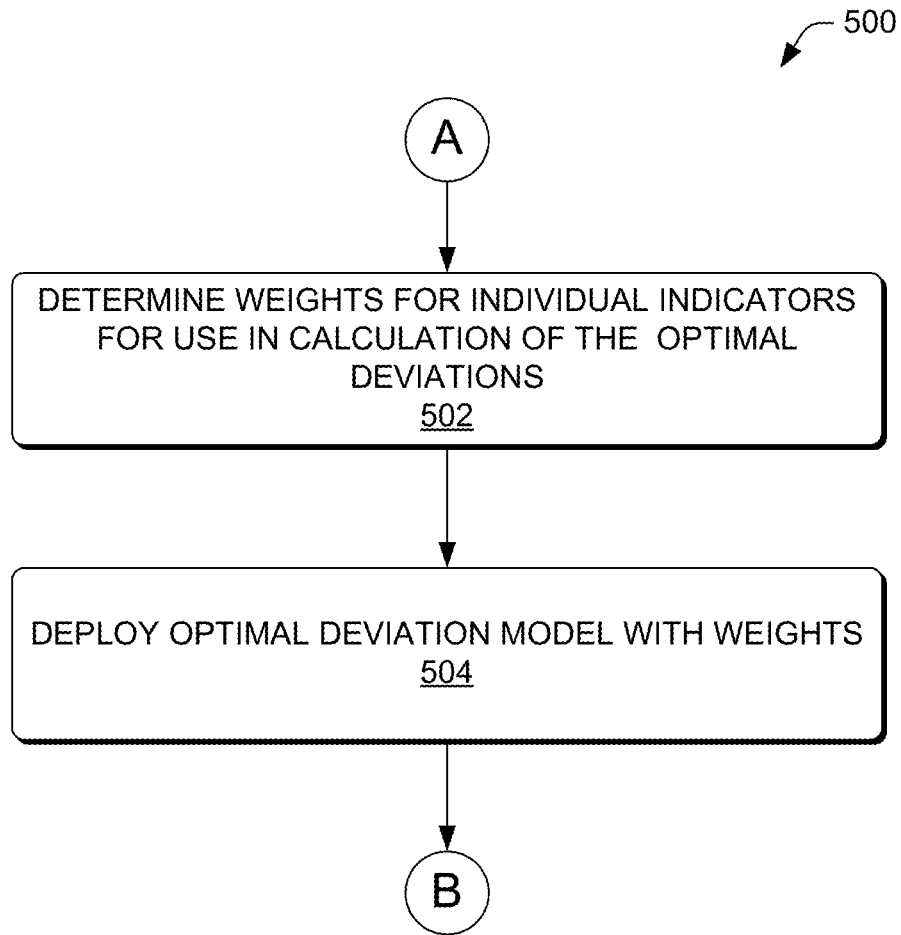 500
A
DETERMINE WEIGHTS FOR INDIVIDUAL INDICATORS
FOR USE IN CALCULATION OF THE OPTIMAL
DEVIATIONS
502
DEPLOY OPTIMAL DEVIATION MODEL WITH WEIGHTS
504
B